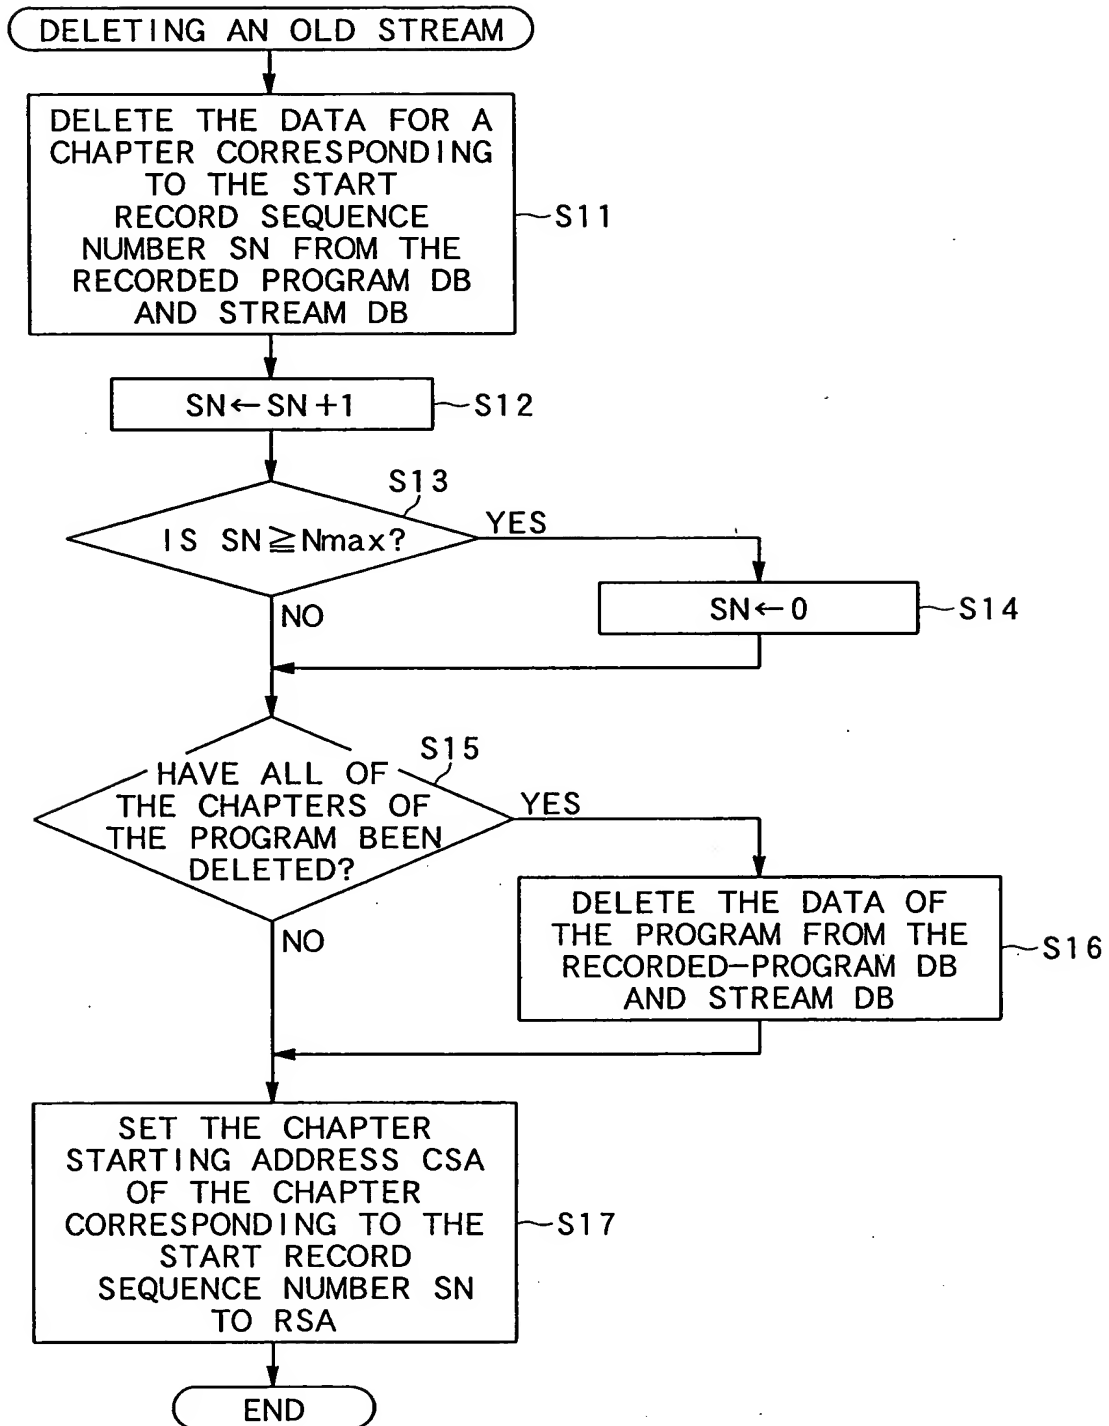 DELETING AN OLD STREAM
DELETE THE DATA FOR A
CHAPTER CORRESPONDING
TO THE START
RECORD SEQUENCE
NUMBER SN FROM THE
RECORDED PROGRAM DB
AND STREAM DB
S11
SN←SN+1
S12
S13
IS SN≧Nmax?
YES
NO
SN←0
S14
S15
HAVE ALL OF
THE CHAPTERS OF
THE PROGRAM BEEN
DELETED?
YES
NO
DELETE THE DATA OF
THE PROGRAM FROM THE
RECORDED-PROGRAM DB
AND STREAM DB
S16
SET THE CHAPTER
STARTING ADDRESS CSA
OF THE CHAPTER
CORRESPONDING TO THE
START RECORD
SEQUENCE NUMBER SN
TO RSA
S17
END